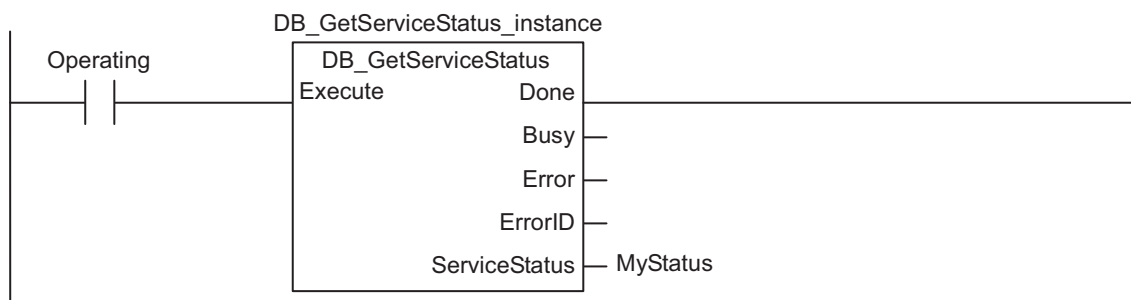 DB_GetServiceStatus_instance
Operating
DB_GetServiceStatus
Execute Done
Busy
Error
ErrorID
ServiceStatus MyStatus